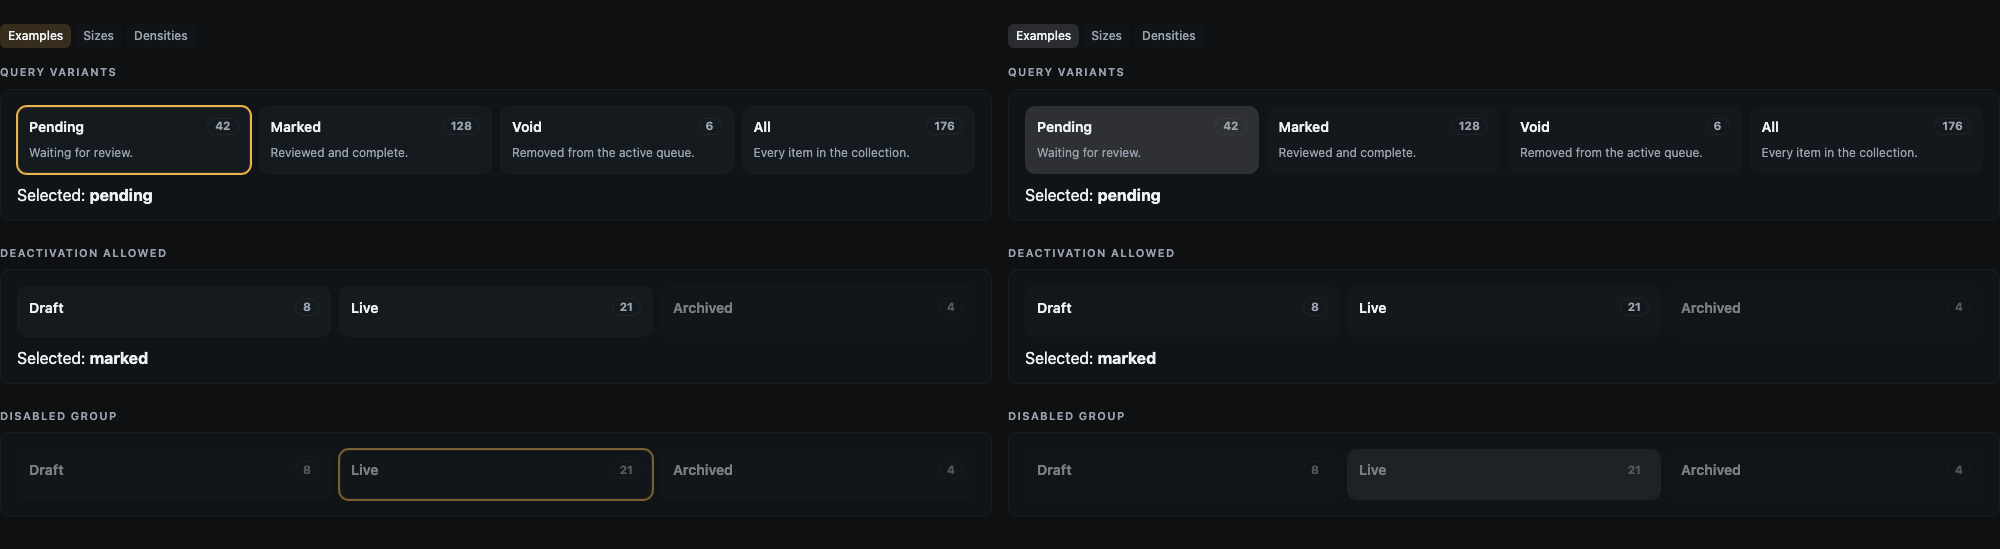 Examples Sizes Densities
QUERY VARIANTS
Pending 42
Waiting for review.
Marked 128
Reviewed and complete.
Void 6
Removed from the active queue.
All 176
Every item in the collection.
Selected: pending
DEACTIVATION ALLOWED
Draft 8
Live 21
Archived 4
Selected: marked
DISABLED GROUP
Draft 8
Live 21
Archived 4
Examples Sizes Densities
QUERY VARIANTS
Pending 42
Waiting for review.
Marked 128
Reviewed and complete.
Void 6
Removed from the active queue.
All 176
Every item in the collection.
Selected: pending
DEACTIVATION ALLOWED
Draft 8
Live 21
Archived 4
Selected: marked
DISABLED GROUP
Draft 8
Live 21
Archived 4